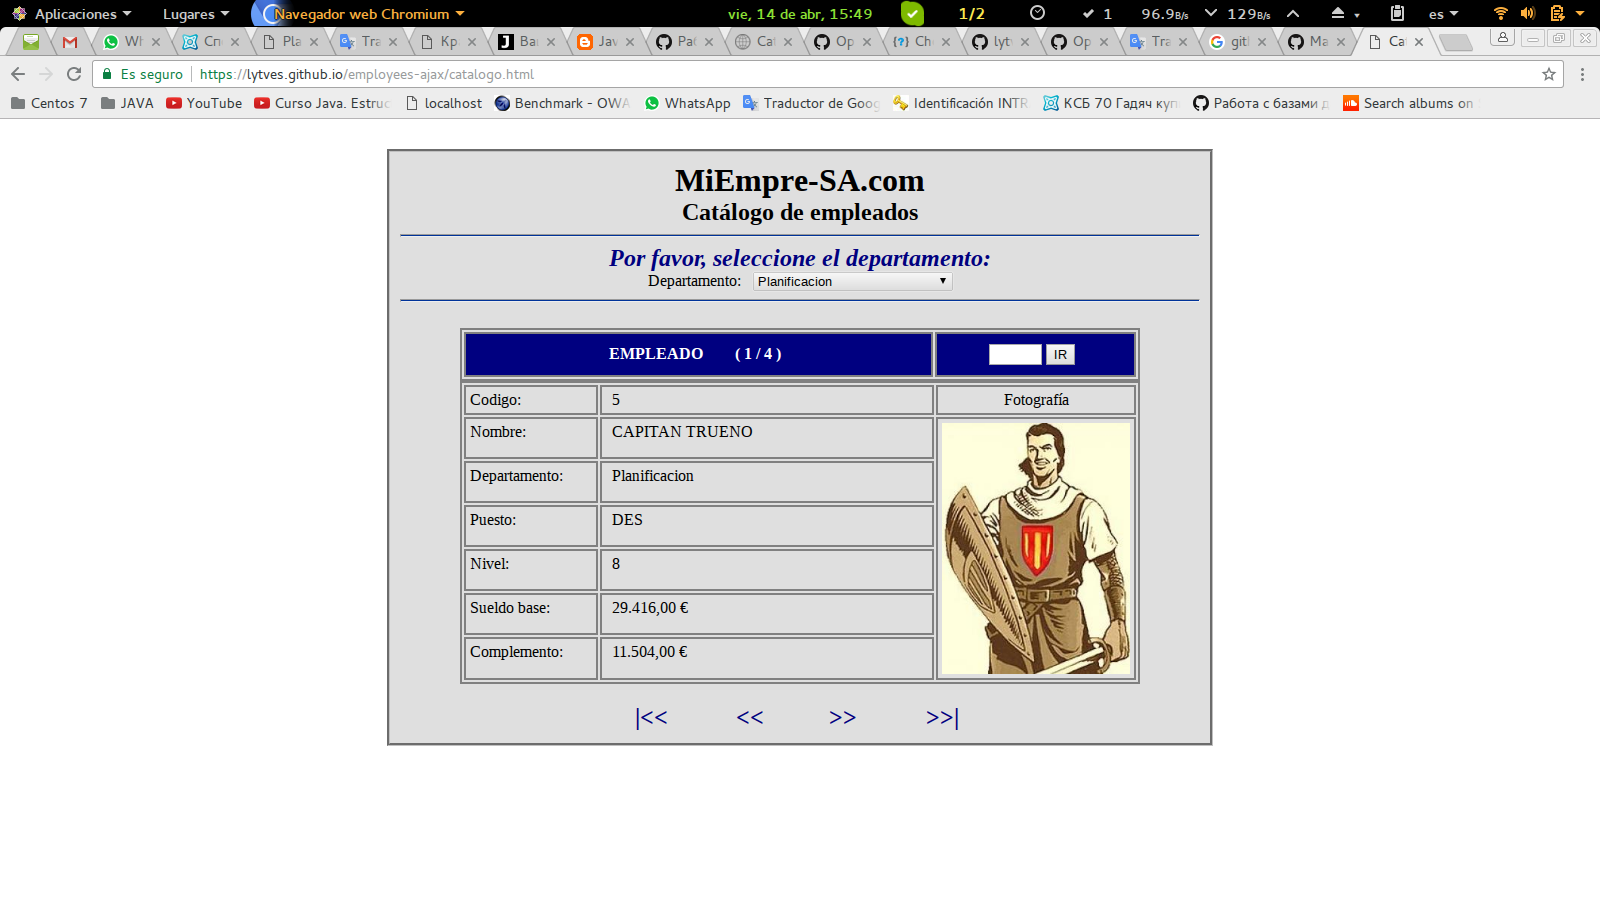 Aplicaciones Lugares Navegador web Chromium vie, 14 de abr, 15:49 1/2 1 96.9B/s 129B/s es
Wh Спи Pla Tra Кр Bar Jav Pa Cat Op Ch lytv Op Tra gitl Ma Ca
Es seguro https://lytves.github.io/employees-ajax/catalogo.html
Centos 7 JAVA YouTube Curso Java. Estruc localhost Benchmark - OWA WhatsApp Traductor de Goog Identificación INTR КСБ 70 Гадяч куп Работа с базами д Search albums on
MiEmpre-SA.com
Catálogo de empleados
Por favor, seleccione el departamento:
Departamento: Planificacion
EMPLEADO ( 1 / 4 ) IR
Codigo: 5 Fotografía
Nombre: CAPITAN TRUENO
Departamento: Planificacion
Puesto: DES
Nivel: 8
Sueldo base: 29.416,00 €
Complemento: 11.504,00 €
|<< << >> >>|